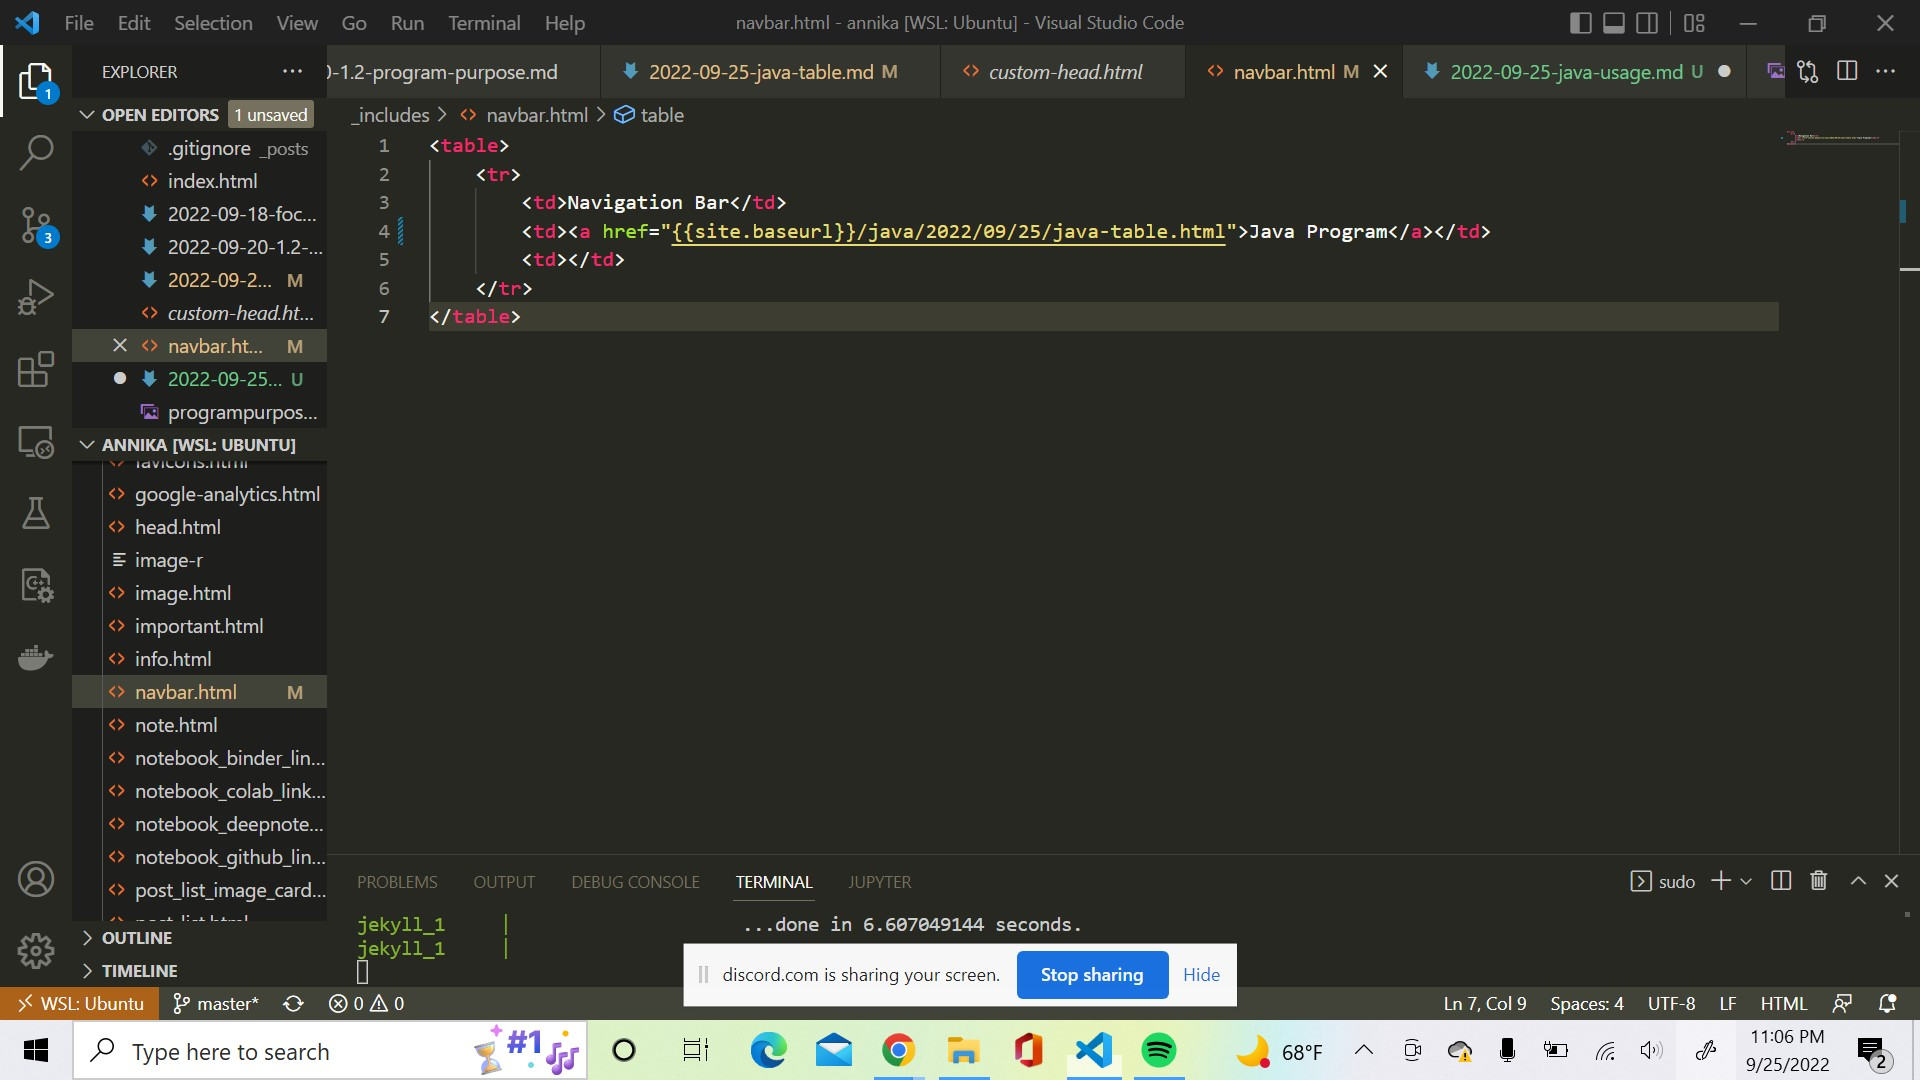 File Edit Selection View Go Run Terminal Help
navbar.html - annika [WSL: Ubuntu] - Visual Studio Code
EXPLORER
-1.2-program-purpose.md
2022-09-25-java-table.md M
custom-head.html
navbar.html M
2022-09-25-java-usage.md U
1
3
OPEN EDITORS 1 unsaved
.gitignore _posts
index.html
2022-09-18-foc...
2022-09-20-1.2-...
2022-09-2... M
custom-head.ht...
navbar.ht... M
2022-09-25... U
programpurpos...
ANNIKA [WSL: UBUNTU]
favicons.html
google-analytics.html
head.html
image-r
image.html
important.html
info.html
navbar.html M
note.html
notebook_binder_lin...
notebook_colab_link...
notebook_deepnote...
notebook_github_lin...
post_list_image_card...
post_list.html
OUTLINE
TIMELINE
_includes > navbar.html > table
1 <table>
2 <tr>
3 <td>Navigation Bar</td>
4 <td><a href="{{site.baseurl}}/java/2022/09/25/java-table.html">Java Program</a></td>
5 <td></td>
6 </tr>
7 </table>
PROBLEMS OUTPUT DEBUG CONSOLE TERMINAL JUPYTER
sudo
jekyll_1 | ...done in 6.607049144 seconds.
jekyll_1 |
discord.com is sharing your screen. Stop sharing Hide
WSL: Ubuntu master* 0 0
Ln 7, Col 9 Spaces: 4 UTF-8 LF HTML
Type here to search
#1
68°F
11:06 PM
9/25/2022
2